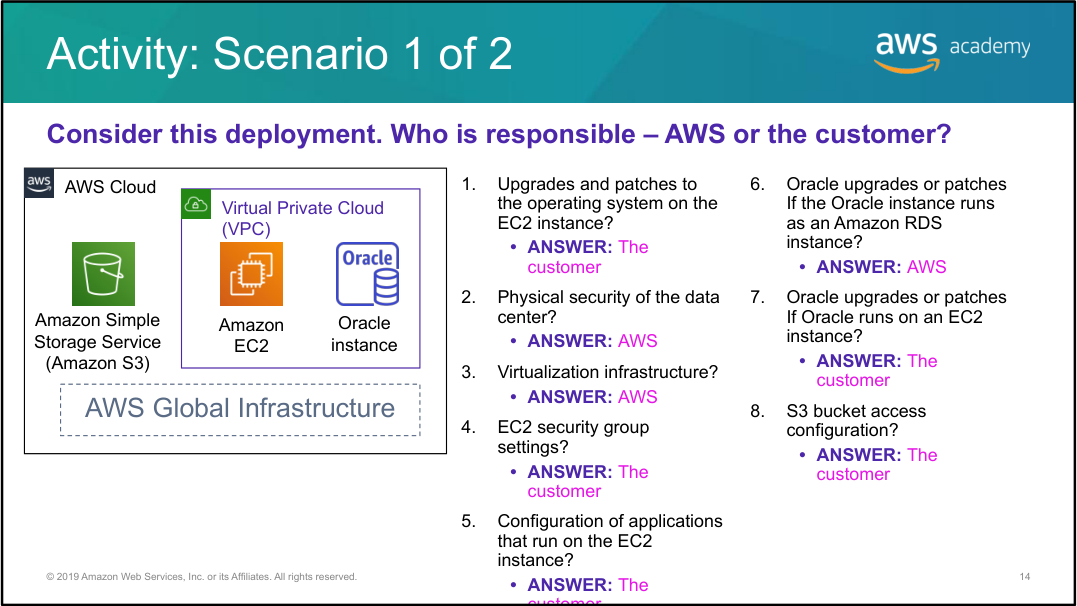 Activity: Scenario 1 of 2
aws academy
Consider this deployment. Who is responsible – AWS or the customer?
aws
AWS Cloud
Virtual Private Cloud
(VPC)
Amazon Simple
Storage Service
(Amazon S3)
Amazon
EC2
Oracle
Oracle
instance
AWS Global Infrastructure
1. Upgrades and patches to
the operating system on the
EC2 instance?
• ANSWER: The
customer
2. Physical security of the data
center?
• ANSWER: AWS
3. Virtualization infrastructure?
• ANSWER: AWS
4. EC2 security group
settings?
• ANSWER: The
customer
5. Configuration of applications
that run on the EC2
instance?
• ANSWER: The
customer
6. Oracle upgrades or patches
If the Oracle instance runs
as an Amazon RDS
instance?
• ANSWER: AWS
7. Oracle upgrades or patches
If Oracle runs on an EC2
instance?
• ANSWER: The
customer
8. S3 bucket access
configuration?
• ANSWER: The
customer
© 2019 Amazon Web Services, Inc. or its Affiliates. All rights reserved.
14